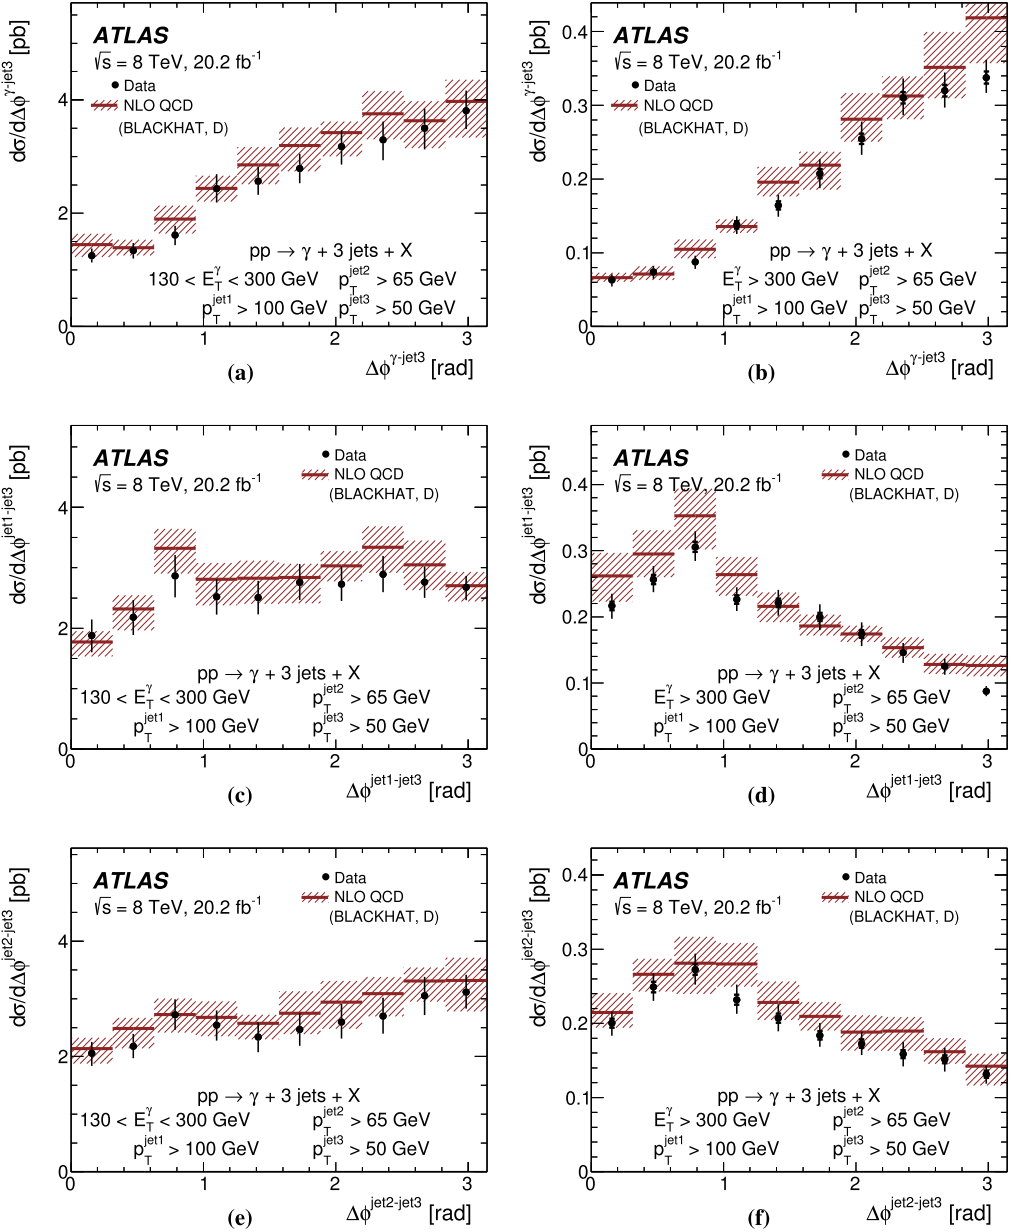 dσ/dΔϕ^γ-jet3 [pb]
ATLAS
√s = 8 TeV, 20.2 fb⁻¹
Data
NLO QCD
(BLACKHAT, D)
pp → γ + 3 jets + X
130 < E_T^γ < 300 GeV p_T^jet2 > 65 GeV
p_T^jet1 > 100 GeV p_T^jet3 > 50 GeV
4
2
0
0 1 2 3
Δϕ^γ-jet3 [rad]
(a)
dσ/dΔϕ^γ-jet3 [pb]
ATLAS
√s = 8 TeV, 20.2 fb⁻¹
Data
NLO QCD
(BLACKHAT, D)
pp → γ + 3 jets + X
E_T^γ > 300 GeV p_T^jet2 > 65 GeV
p_T^jet1 > 100 GeV p_T^jet3 > 50 GeV
0.4
0.3
0.2
0.1
0
0 1 2 3
Δϕ^γ-jet3 [rad]
(b)
dσ/dΔϕ^jet1-jet3 [pb]
ATLAS
√s = 8 TeV, 20.2 fb⁻¹
Data
NLO QCD
(BLACKHAT, D)
pp → γ + 3 jets + X
130 < E_T^γ < 300 GeV p_T^jet2 > 65 GeV
p_T^jet1 > 100 GeV p_T^jet3 > 50 GeV
4
2
0
0 1 2 3
Δϕ^jet1-jet3 [rad]
(c)
dσ/dΔϕ^jet1-jet3 [pb]
ATLAS
√s = 8 TeV, 20.2 fb⁻¹
Data
NLO QCD
(BLACKHAT, D)
pp → γ + 3 jets + X
E_T^γ > 300 GeV p_T^jet2 > 65 GeV
p_T^jet1 > 100 GeV p_T^jet3 > 50 GeV
0.4
0.3
0.2
0.1
0
0 1 2 3
Δϕ^jet1-jet3 [rad]
(d)
dσ/dΔϕ^jet2-jet3 [pb]
ATLAS
√s = 8 TeV, 20.2 fb⁻¹
Data
NLO QCD
(BLACKHAT, D)
pp → γ + 3 jets + X
130 < E_T^γ < 300 GeV p_T^jet2 > 65 GeV
p_T^jet1 > 100 GeV p_T^jet3 > 50 GeV
4
2
0
0 1 2 3
Δϕ^jet2-jet3 [rad]
(e)
dσ/dΔϕ^jet2-jet3 [pb]
ATLAS
√s = 8 TeV, 20.2 fb⁻¹
Data
NLO QCD
(BLACKHAT, D)
pp → γ + 3 jets + X
E_T^γ > 300 GeV p_T^jet2 > 65 GeV
p_T^jet1 > 100 GeV p_T^jet3 > 50 GeV
0.4
0.3
0.2
0.1
0
0 1 2 3
Δϕ^jet2-jet3 [rad]
(f)